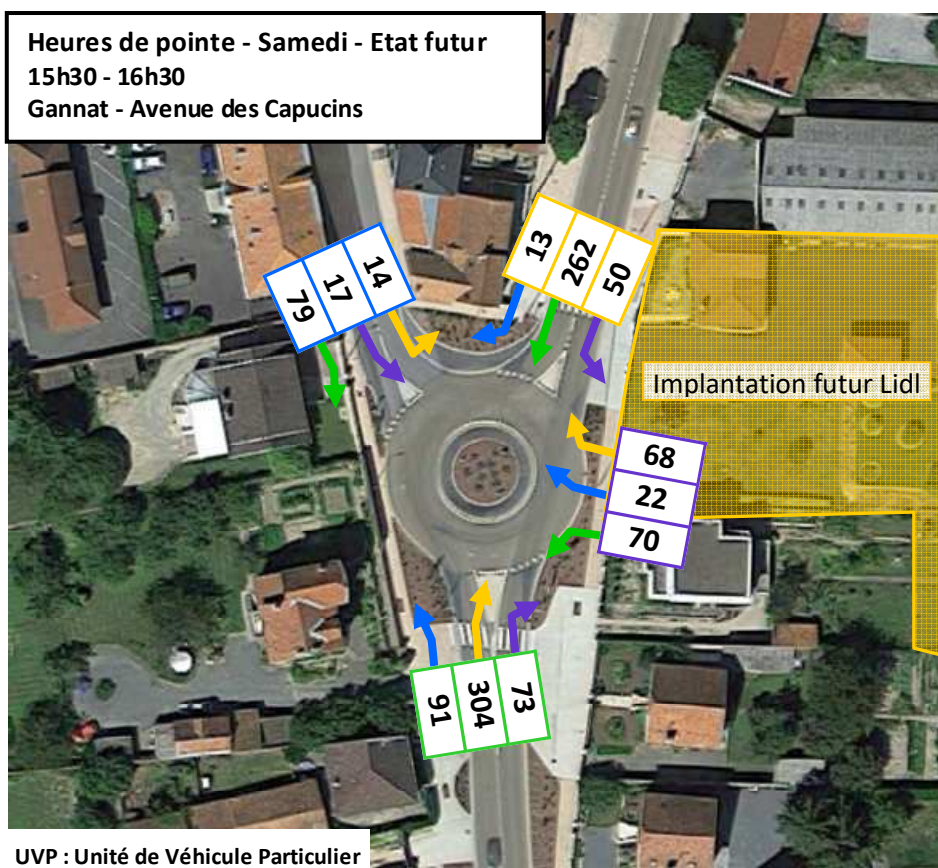 Heures de pointe - Samedi - Etat futur
15h30 - 16h30
Gannat - Avenue des Capucins
79 17 14
13 262 50
Implantation futur Lidl
68
22
70
91 304 73
UVP : Unité de Véhicule Particulier